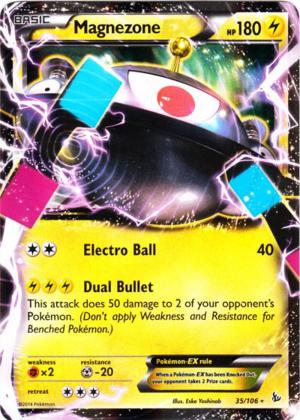 BASIC
Magnezone HP180
Electro Ball 40
Dual Bullet
This attack does 50 damage to 2 of your opponent's
Pokémon. (Don't apply Weakness and Resistance for
Benched Pokémon.)
weakness resistance Pokémon-EX rule
×2 -20 When a Pokémon-EX has been Knocked Out,
your opponent takes 2 Prize cards.
retreat
Illus. Eske Yoshinob 35/106
©2014 Pokémon